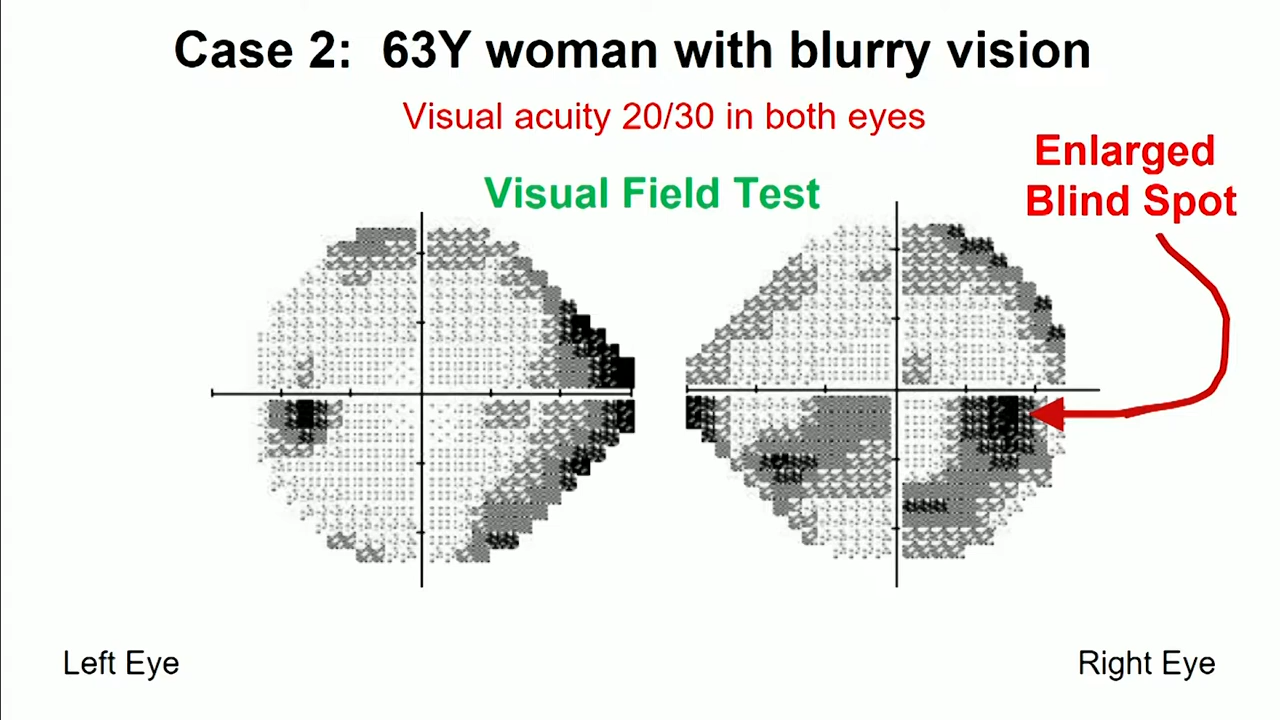 Case 2: 63Y woman with blurry vision
Visual acuity 20/30 in both eyes
Enlarged
Blind Spot
Visual Field Test
Left Eye
Right Eye